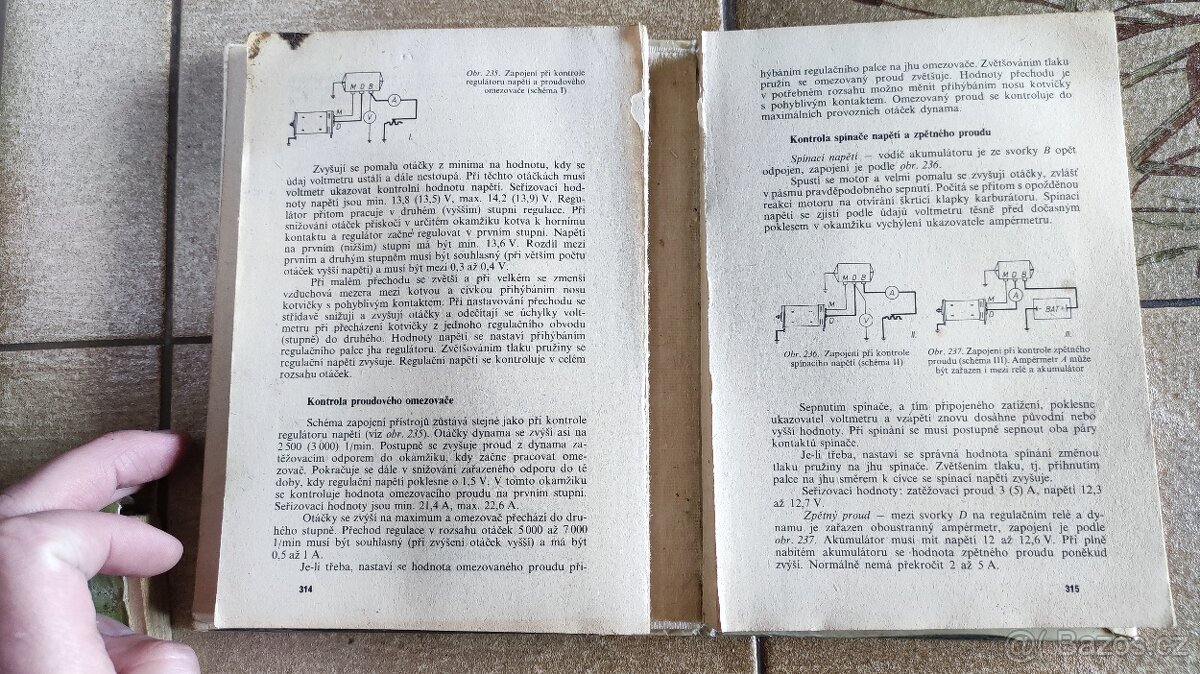 Obr. 235. Zapojení při kontrole
regulátoru napětí a proudového
omezovače (schéma I)
M D B
A
V
M
D
I.
Zvyšují se pomalu otáčky z minima na hodnotu, kdy se
údaj voltmetru ustálí a dále nestoupá. Při těchto otáčkách musí
voltmetr ukazovat kontrolní hodnotu napětí. Seřizovací hod-
noty napětí jsou min. 13,8 (13,5) V, max. 14,2 (13,9) V. Regu-
látor přitom pracuje v druhém (vyšším) stupni regulace. Při
snižování otáček přiskočí v určitém okamžiku kotva k hornímu
kontaktu a regulátor začne regulovat v prvním stupni. Napětí
na prvním (nižším) stupni má být min. 13,6 V. Rozdíl mezi
prvním a druhým stupněm musí být souhlasný (při větším počtu
otáček vyšší napětí) a musí být mezi 0,3 až 0,4 V.
Při malém přechodu se zvětší a při velkém se zmenší
vzduchová mezera mezi kotvou a cívkou přihýbáním nosu
kotvičky s pohyblivým kontaktem. Při nastavování přechodu se
střídavě snižují a zvyšují otáčky a odečítají se úchylky volt-
metru při přecházení kotvičky z jednoho regulačního obvodu
(stupně) do druhého. Hodnoty napětí se nastaví přihýbáním
regulačního palce jha regulátoru. Zvětšováním tlaku pružiny se
regulační napětí zvyšuje. Regulační napětí se kontroluje v celém
rozsahu otáček.
Kontrola proudového omezovače
Schéma zapojení přístrojů zůstává stejné jako při kontrole
regulátoru napětí (viz obr. 235). Otáčky dynama se zvýší asi na
2 500 (3 000) 1/min. Postupně se zvyšuje proud z dynama za-
těžovacím odporem do okamžiku, kdy začne pracovat ome-
zovač. Pokračuje se dále v snižování zařazeného odporu do té
doby, kdy regulační napětí poklesne o 1,5 V. V tomto okamžiku
se kontroluje hodnota omezovacího proudu na prvním stupni.
Seřizovací hodnoty jsou min. 21,4 A, max. 22,6 A.
Otáčky se zvýší na maximum a omezovač přechází do dru-
hého stupně. Přechod regulace v rozsahu otáček 5 000 až 7 000
1/min musí být souhlasný (při zvýšení otáček vyšší) a má být
0,5 až 1 A.
Je-li třeba, nastaví se hodnota omezovaného proudu při-
314
hýbáním regulačního palce na jhu omezovače. Zvětšováním tlaku
pružin se omezovaný proud zvětšuje. Hodnoty přechodu je
v potřebném rozsahu možno měnit přihýbáním nosu kotvičky
s pohyblivým kontaktem. Omezovaný proud se kontroluje do
maximálních provozních otáček dynama.
Kontrola spínače napětí a zpětného proudu
Spínací napětí – vodič akumulátoru je ze svorky B opět
odpojen, zapojení je podle obr. 236.
Spustí se motor a velmi pomalu se zvyšují otáčky, zvlášť
v pásmu pravděpodobného sepnutí. Počítá se přitom s opožděnou
reakcí motoru na otvírání škrticí klapky karburátoru. Spínací
napětí se zjistí podle údajů voltmetru těsně před dočasným
poklesem v okamžiku vychýlení ukazovatele ampérmetru.
M D B
A
V
M
D
II.
M D B
A
M
D
BAT
III.
Obr. 236. Zapojení při kontrole
spínacího napětí (schéma II)
Obr. 237. Zapojení při kontrole zpětného
proudu (schéma III). Ampérmetr A může
být zařazen i mezi relé a akumulátor
Sepnutím spínače, a tím připojeného zatížení, poklesne
ukazovatel voltmetru a vzápětí znovu dosáhne původní nebo
vyšší hodnoty. Při spínání se musí postupně sepnout oba páry
kontaktů spínače.
Je-li třeba, nastaví se správná hodnota spínání změnou
tlaku pružiny na jhu spínače. Zvětšením tlaku, tj. přihnutím
palce na jhu směrem k cívce se spínací napětí zvyšuje.
Seřizovací hodnoty: zatěžovací proud 3 (5) A, napětí 12,3
až 12,7 V.
Zpětný proud – mezi svorky D na regulačním relé a dy-
namu je zařazen oboustranný ampérmetr, zapojení je podle
obr. 237. Akumulátor musí mít napětí 12 až 12,6 V. Při plně
nabitém akumulátoru se hodnota zpětného proudu poněkud
zvýší. Normálně nemá překročit 2 až 5 A.
315
Bazos.cz